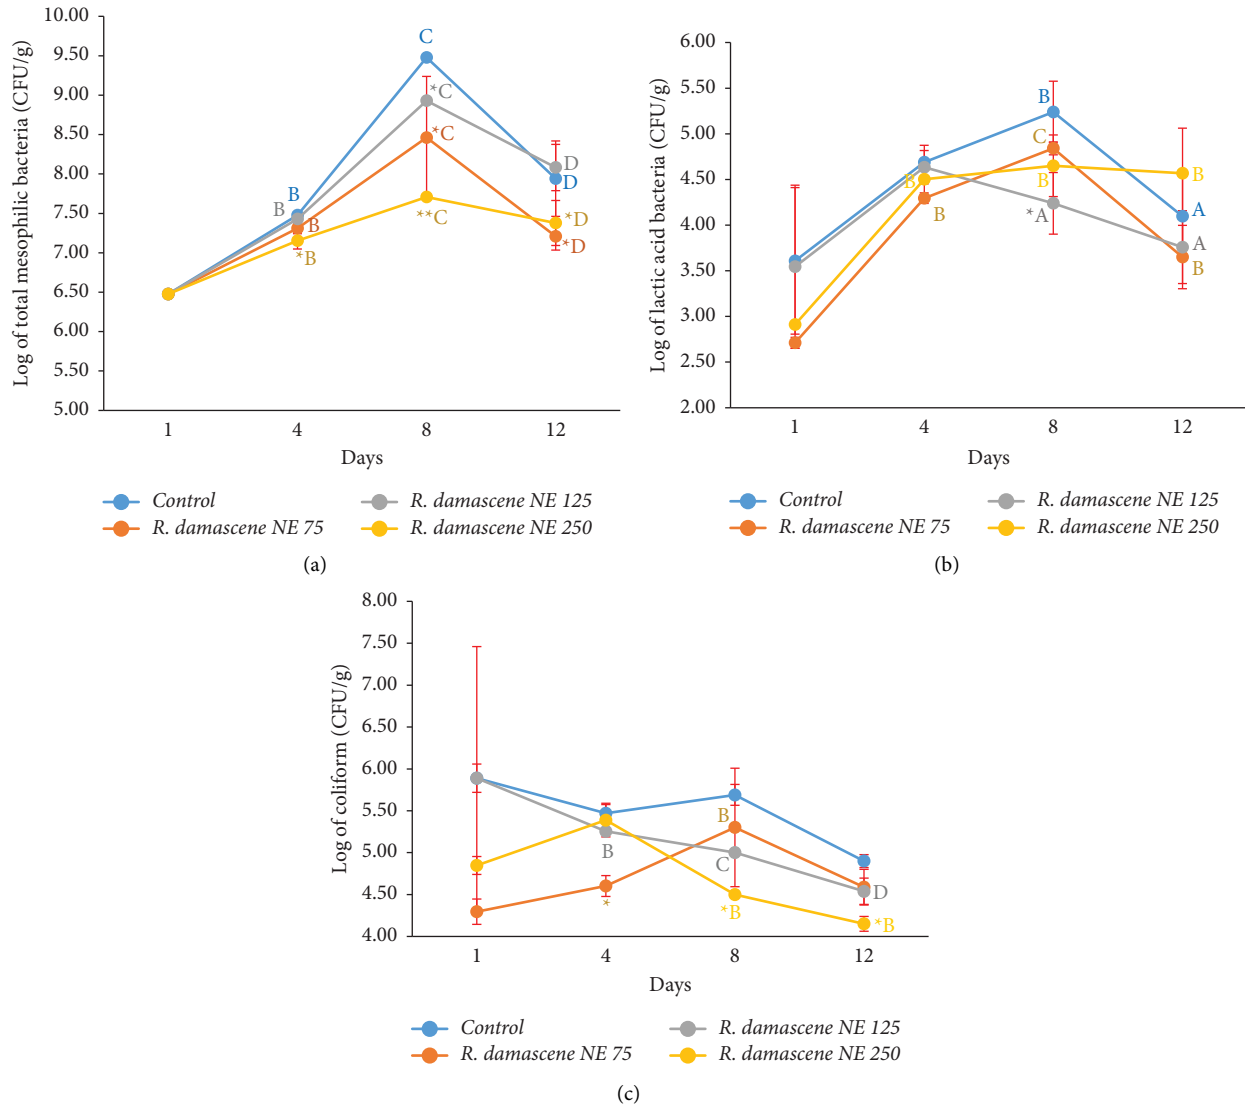 Log of total mesophilic bacteria (CFU/g)
10.00
9.50
9.00
8.50
8.00
7.50
7.00
6.50
6.00
5.50
5.00
C
*C
*C
**C
B
B
B
*B
D
D
*D
*D
1 4 8 12
Days
Control
R. damascene NE 125
R. damascene NE 75
R. damascene NE 250
(a)
Log of lactic acid bacteria (CFU/g)
6.00
5.50
5.00
4.50
4.00
3.50
3.00
2.50
2.00
B
C
B
*A
B
B
B
A
A
B
1 4 8 12
Days
Control
R. damascene NE 125
R. damascene NE 75
R. damascene NE 250
(b)
Log of coliform (CFU/g)
8.00
7.50
7.00
6.50
6.00
5.50
5.00
4.50
4.00
B
*
B
C
*B
D
*B
1 4 8 12
Days
Control
R. damascene NE 125
R. damascene NE 75
R. damascene NE 250
(c)